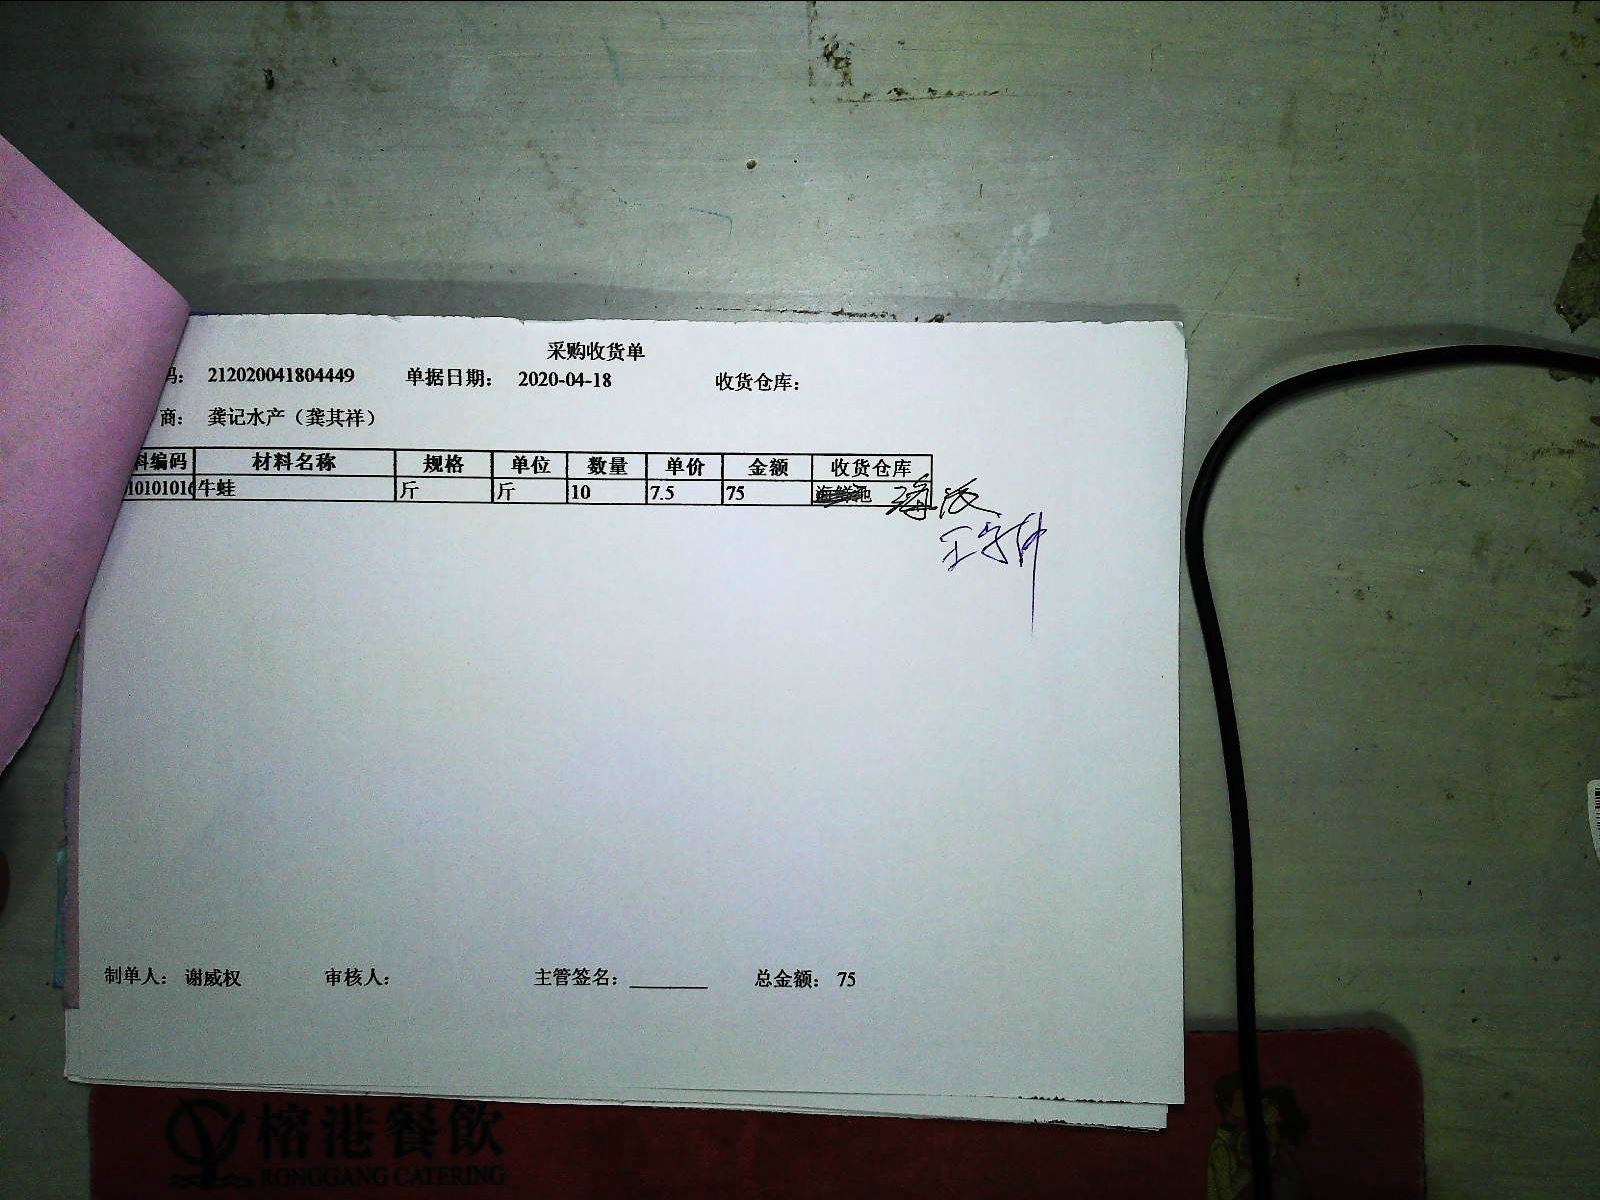 采购收货单
码： 212020041804449 单据日期： 2020-04-18 收货仓库：
商： 龚记水产（龚其祥）
料编码 材料名称 规格 单位 数量 单价 金额 收货仓库
10101016 牛蛙 斤 斤 10 7.5 75 海鲜池
制单人： 谢威权 审核人： 主管签名： 总金额： 75
榕港餐飲
RONGGANG CATERING